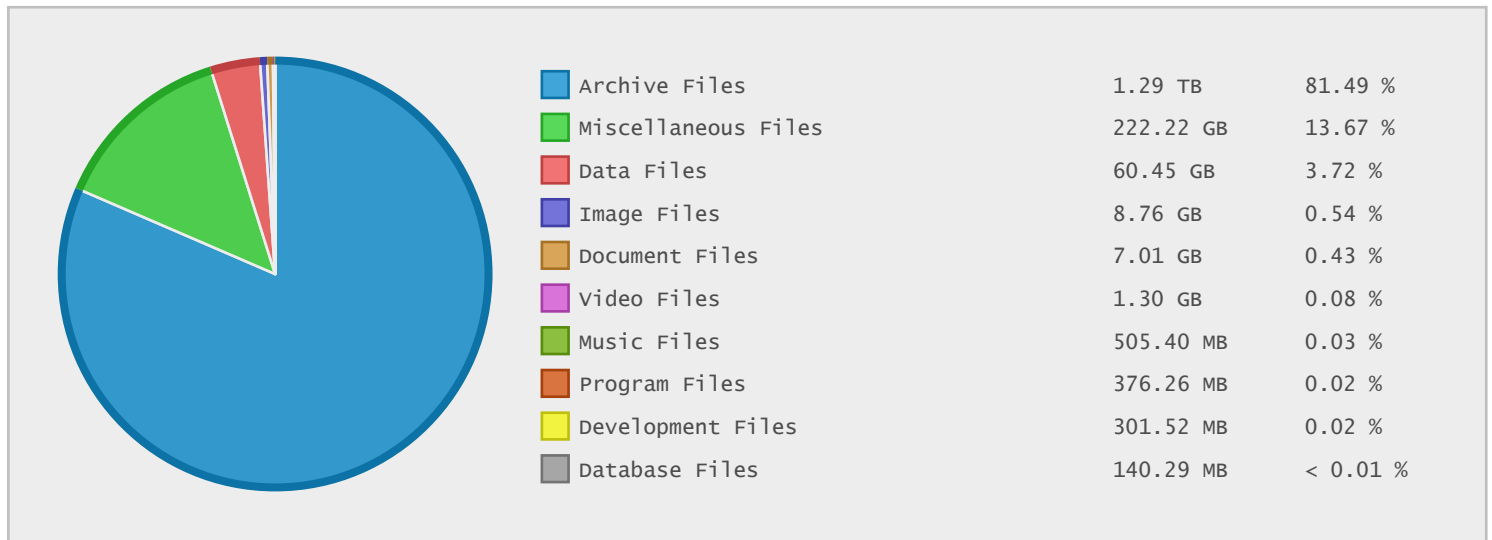 Archive Files 1.29 TB 81.49 %
Miscellaneous Files 222.22 GB 13.67 %
Data Files 60.45 GB 3.72 %
Image Files 8.76 GB 0.54 %
Document Files 7.01 GB 0.43 %
Video Files 1.30 GB 0.08 %
Music Files 505.40 MB 0.03 %
Program Files 376.26 MB 0.02 %
Development Files 301.52 MB 0.02 %
Database Files 140.29 MB < 0.01 %